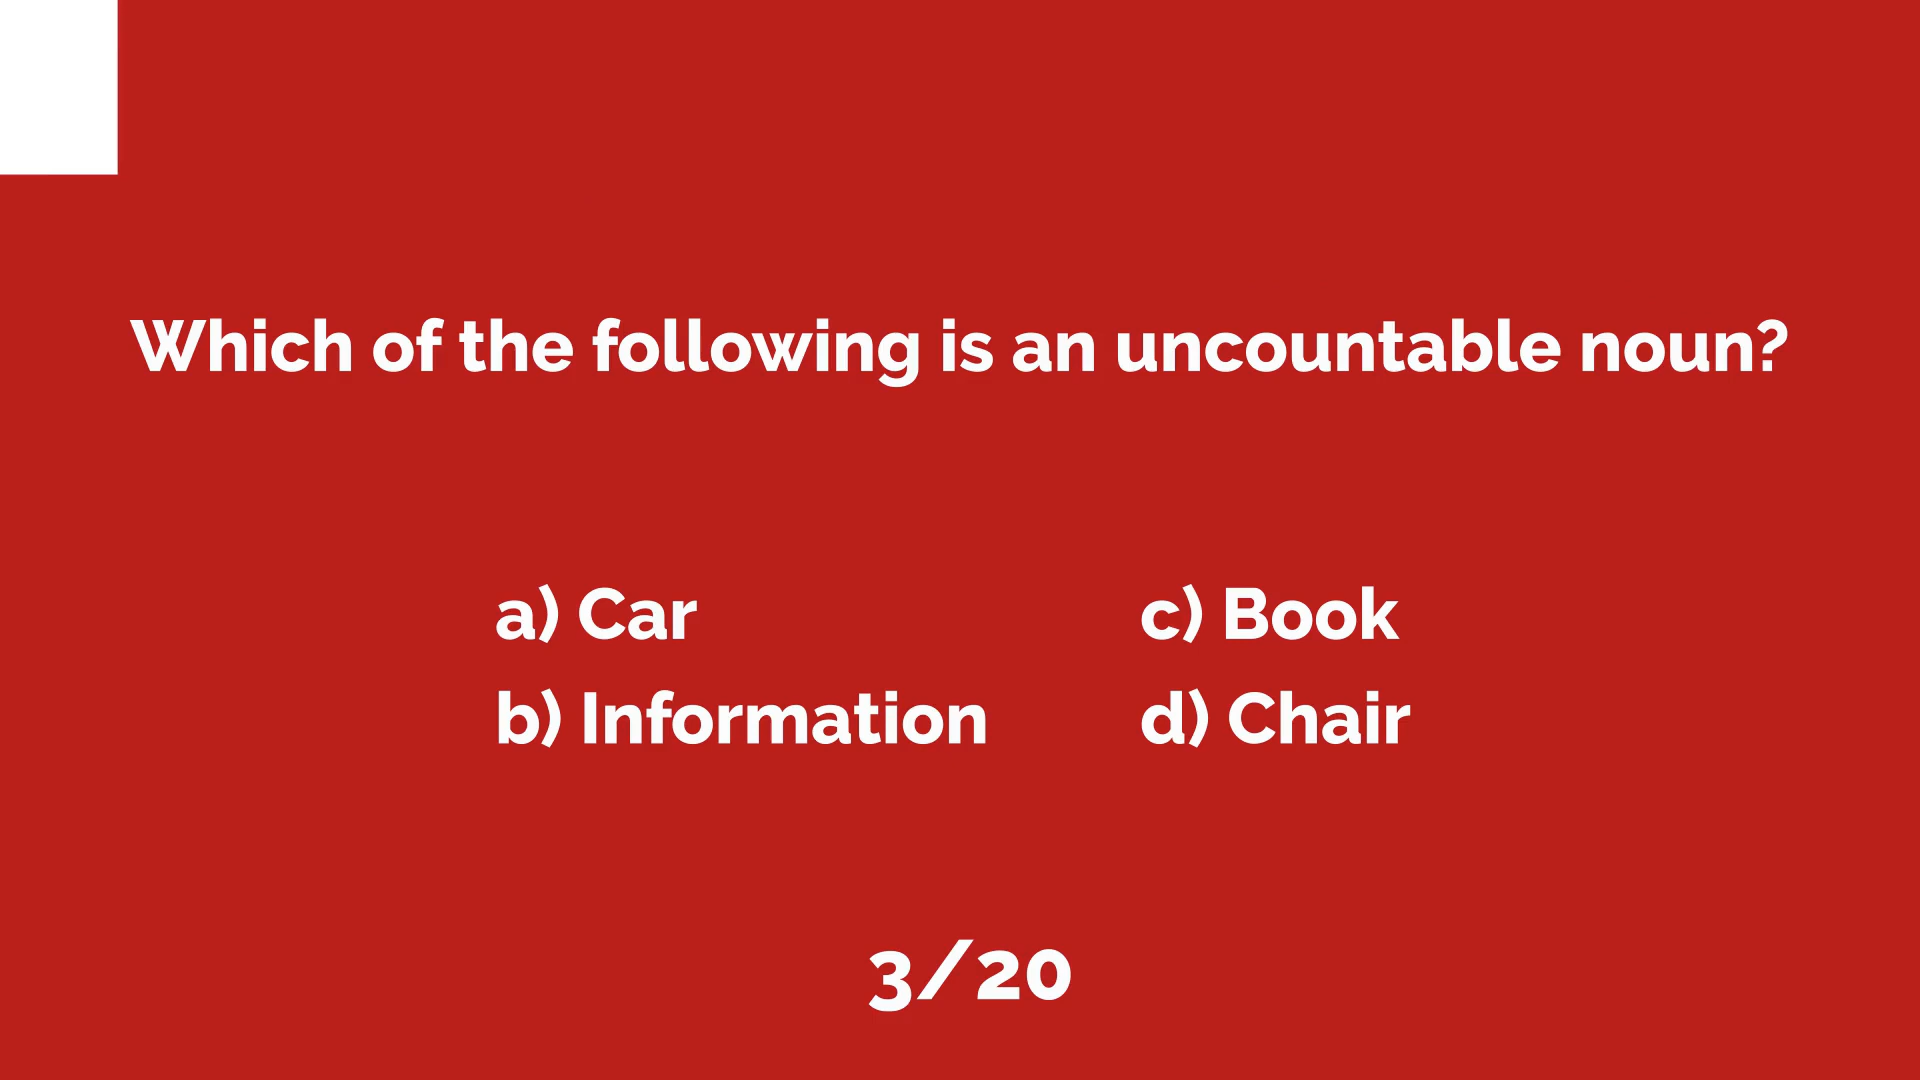 Which of the following is an uncountable noun?
a) Car
b) Information
c) Book
d) Chair
3/20